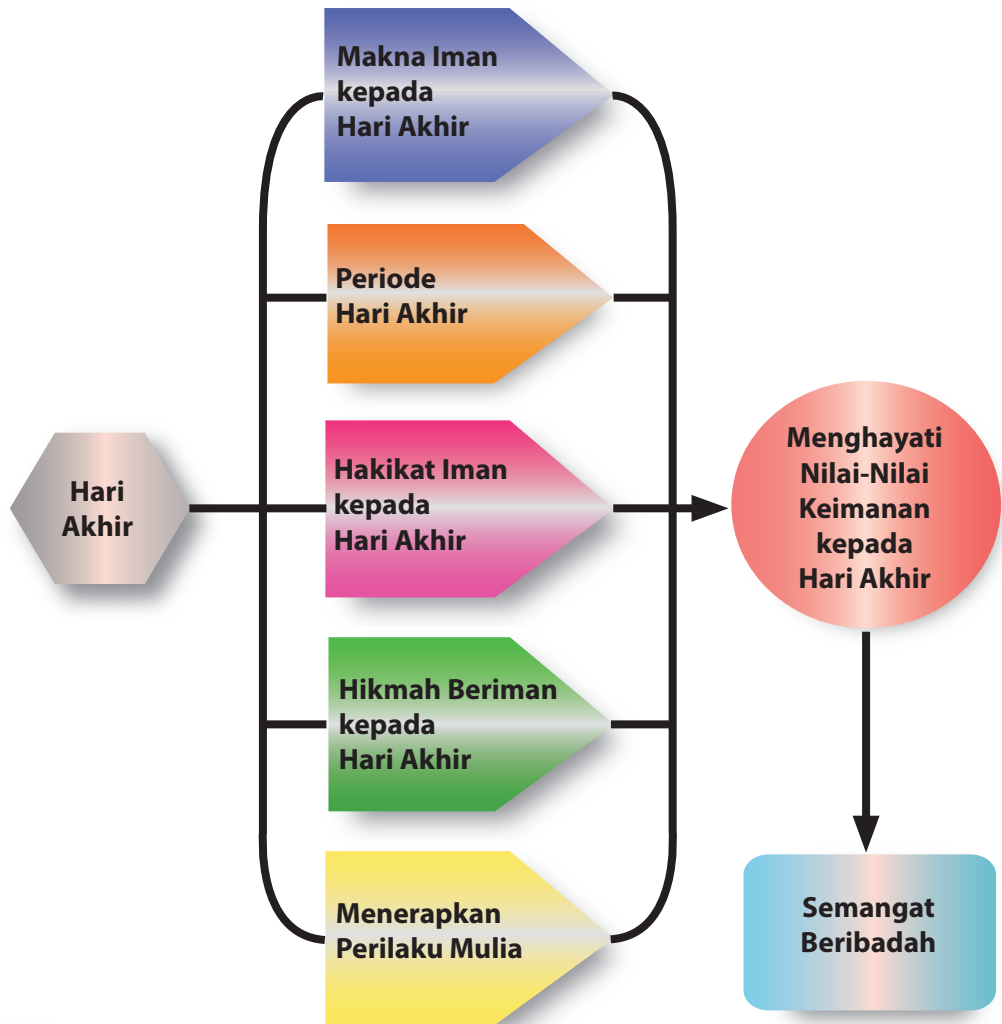 Hari
Akhir
Makna Iman
kepada
Hari Akhir
Periode
Hari Akhir
Hakikat Iman
kepada
Hari Akhir
Hikmah Beriman
kepada
Hari Akhir
Menerapkan
Perilaku Mulia
Menghayati
Nilai-Nilai
Keimanan
kepada
Hari Akhir
Semangat
Beribadah